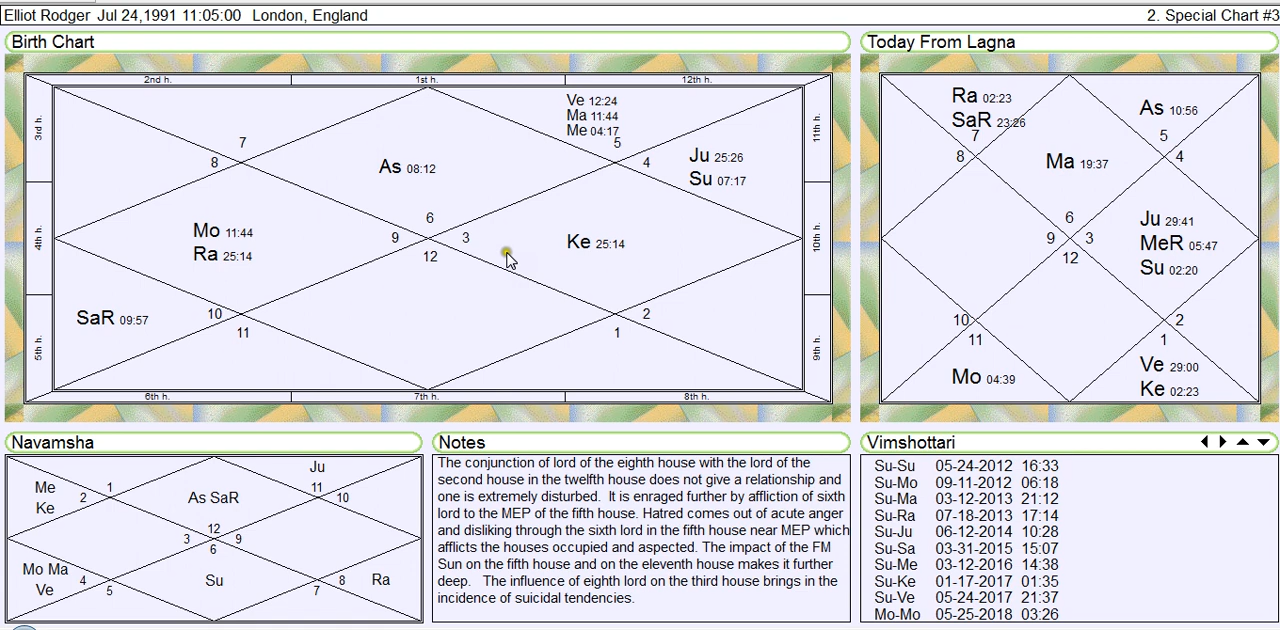 Elliot Rodger Jul 24,1991 11:05:00 London, England
2. Special Chart #3
Birth Chart
2nd h. 1st h. 12th h.
3rd h.
4th h.
5th h.
11th h.
10th h.
9th h.
6th h. 7th h. 8th h.
Ve 12:24
Ma 11:44
Me 04:17
7
5
8
4
As 08:12
Ju 25:26
Su 07:17
6
9
3
12
Mo 11:44
Ra 25:14
Ke 25:14
SaR 09:57
10
2
11
1
Today From Lagna
Ra 02:23
SaR 23:26
7
8
As 10:56
5
4
Ma 19:37
6
9
3
12
Ju 29:41
MeR 05:47
Su 02:20
10
2
11
1
Mo 04:39
Ve 29:00
Ke 02:23
Navamsha
Me
Ke
2
1
As SaR
Ju
11
10
12
3
9
6
Mo Ma
Ve
4
5
Su
8
7
Ra
Notes
The conjunction of lord of the eighth house with the lord of the
second house in the twelfth house does not give a relationship and
one is extremely disturbed. It is enraged further by affliction of sixth
lord to the MEP of the fifth house. Hatred comes out of acute anger
and disliking through the sixth lord in the fifth house near MEP which
afflicts the houses occupied and aspected. The impact of the FM
Sun on the fifth house and on the eleventh house makes it further
deep. The influence of eighth lord on the third house brings in the
incidence of suicidal tendencies.
Vimshottari
Su-Su 05-24-2012 16:33
Su-Mo 09-11-2012 06:18
Su-Ma 03-12-2013 21:12
Su-Ra 07-18-2013 17:14
Su-Ju 06-12-2014 10:28
Su-Sa 03-31-2015 15:07
Su-Me 03-12-2016 14:38
Su-Ke 01-17-2017 01:35
Su-Ve 05-24-2017 21:37
Mo-Mo 05-25-2018 03:26